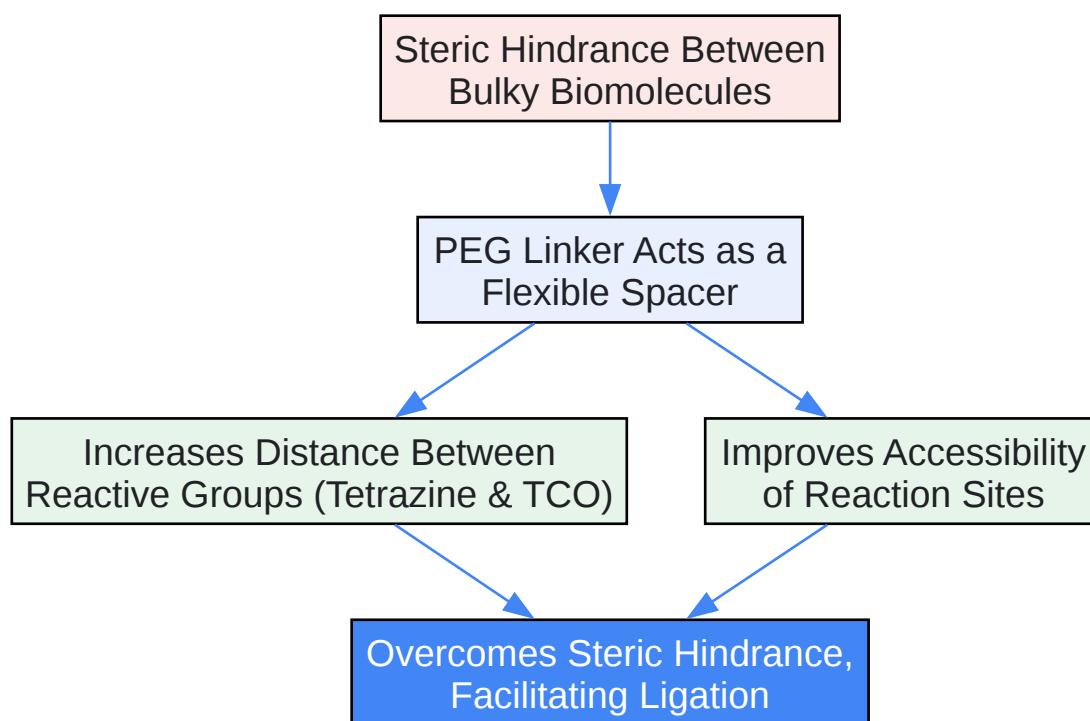 Steric Hindrance Between
Bulky Biomolecules
PEG Linker Acts as a
Flexible Spacer
Increases Distance Between
Reactive Groups (Tetrazine & TCO)
Improves Accessibility
of Reaction Sites
Overcomes Steric Hindrance,
Facilitating Ligation